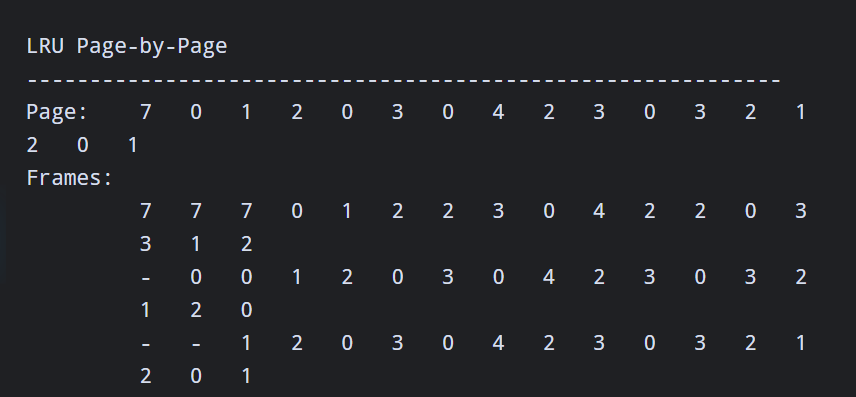 LRU Page-by-Page
------------------------------------------------------------
Page:    7   0   1   2   0   3   0   4   2   3   0   3   2   1
2   0   1
Frames:
         7   7   7   0   1   2   2   3   0   4   2   2   0   3
         3   1   2
         -   0   0   1   2   0   3   0   4   2   3   0   3   2
         1   2   0
         -   -   1   2   0   3   0   4   2   3   0   3   2   1
         2   0   1